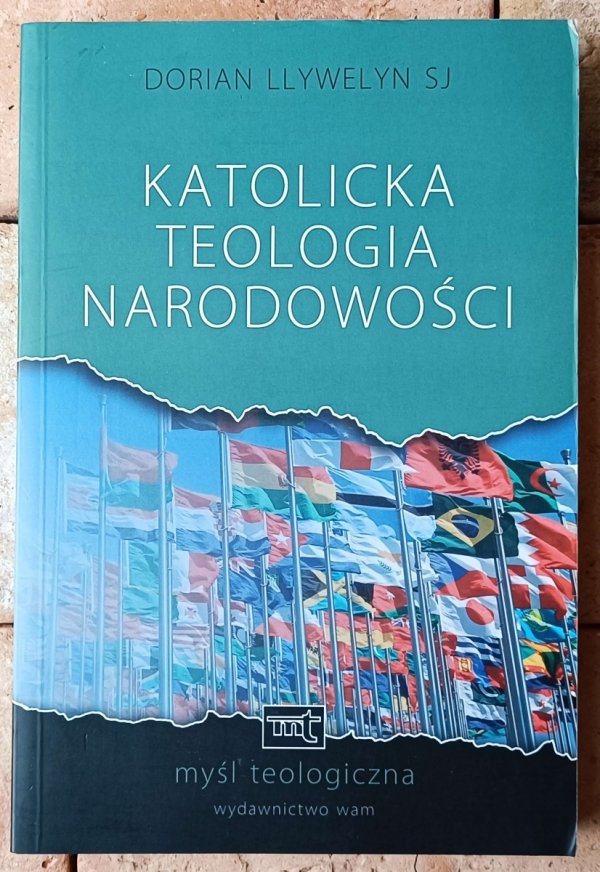 DORIAN LLYWELYN SJ
KATOLICKA
TEOLOGIA
NARODOWOŚCI
mt
myśl teologiczna
wydawnictwo wam